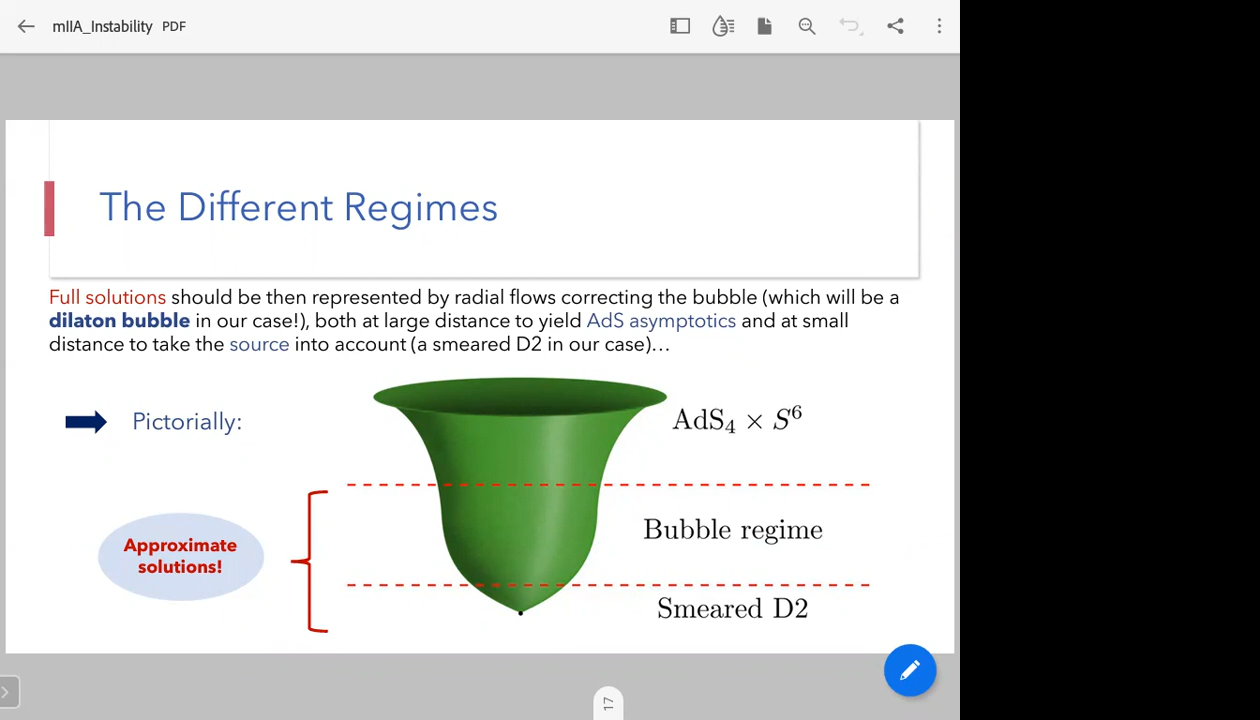 mIIA_Instability PDF
The Different Regimes
Full solutions should be then represented by radial flows correcting the bubble (which will be a
dilaton bubble in our case!), both at large distance to yield AdS asymptotics and at small
distance to take the source into account (a smeared D2 in our case)…
Pictorially:
AdS₄ × S⁶
Bubble regime
Approximate
solutions!
Smeared D2
17